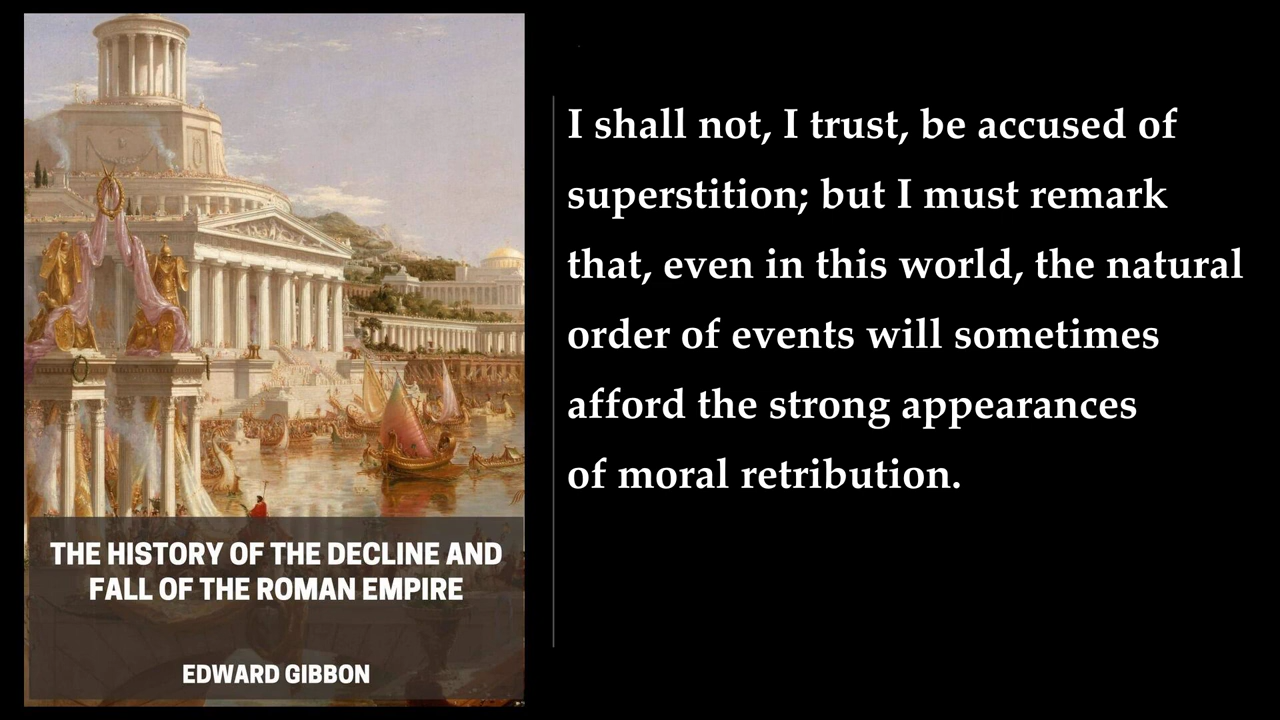 THE HISTORY OF THE DECLINE AND
FALL OF THE ROMAN EMPIRE
EDWARD GIBBON
I shall not, I trust, be accused of
superstition; but I must remark
that, even in this world, the natural
order of events will sometimes
afford the strong appearances
of moral retribution.